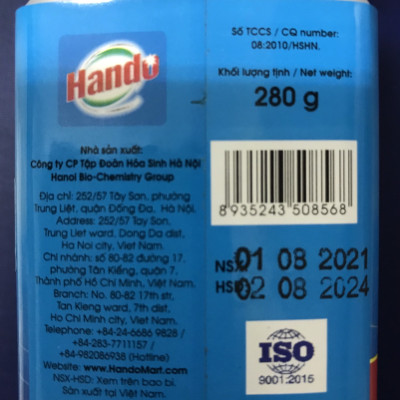 Hando
Nhà sản xuất:
Công ty CP Tập Đoàn Hóa Sinh Hà Nội
Hanoi Bio-Chemistry Group
Địa chỉ: 252/57 Tây Sơn, phường
Trung Liệt, quận Đống Đa, Hà Nội.
Address: 252/57 Tay Son,
Trung Liet ward, Dong Da dist,
Ha Noi city, Viet Nam.
Chi nhánh: số 80-82 đường 17,
phường Tân Kiểng, quận 7,
Thành phố Hồ Chí Minh, Việt Nam.
Branch: No. 80-82 17th str,
Tan Kieng ward, 7th dist,
Ho Chi Minh city, Viet Nam.
Telephone: +84-24-6686 9828 /
+84-283-7711157 /
+84-982086938 (Hotline)
Website: www.HandoMart.com
NSX-HSD: Xem trên bao bì.
Sản xuất tại Việt Nam.
Số TCCS / CQ number:
08:2010/HSHN.
Khối lượng tịnh / Net weight:
280 g
8 935243 508568
NSX 01 08 2021
HSD 02 08 2024
ISO
9001:2015